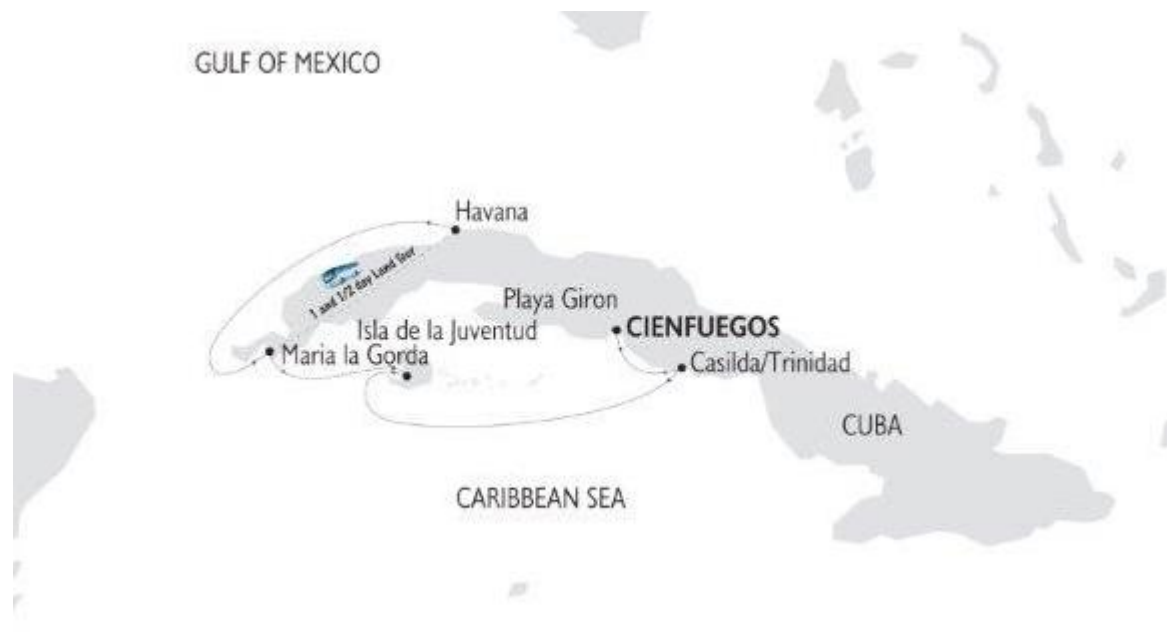 GULF OF MEXICO
Havana
1 and 1/2 day Land Tour
Playa Giron
CIENFUEGOS
Isla de la Juventud
Maria la Gorda
Casilda/Trinidad
CUBA
CARIBBEAN SEA